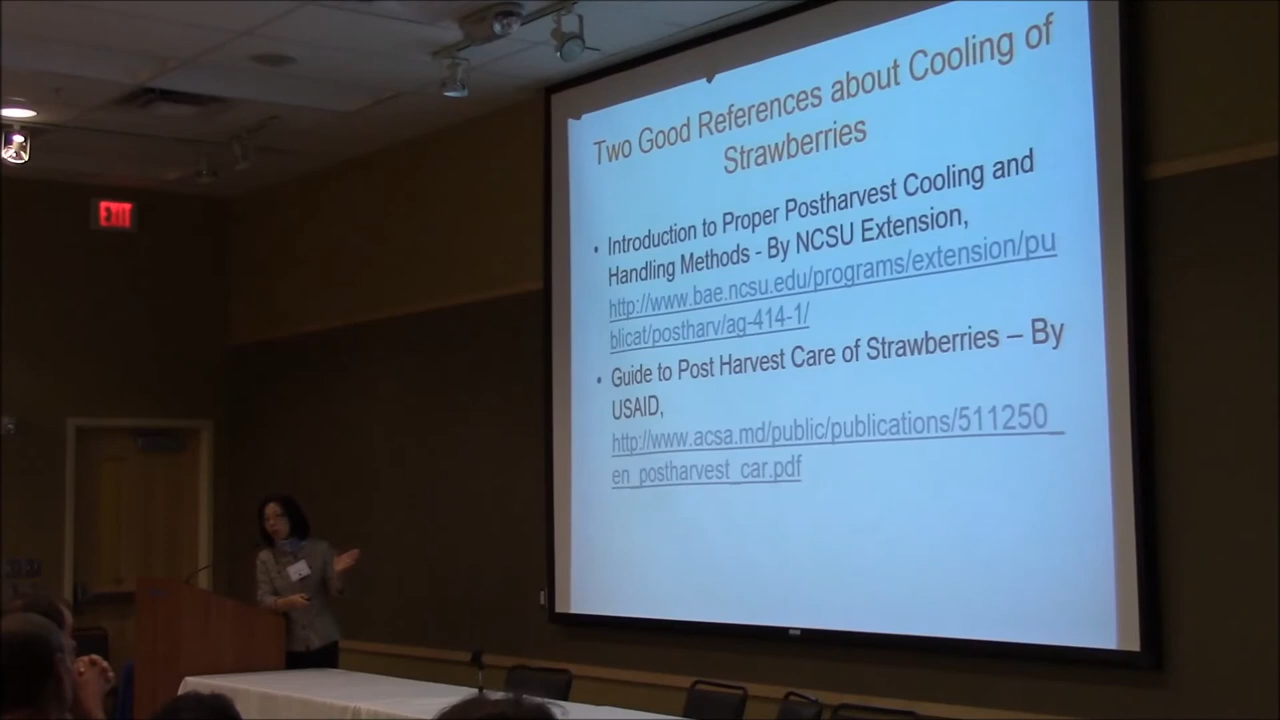 EXIT
Two Good References about Cooling of
Strawberries
• Introduction to Proper Postharvest Cooling and
Handling Methods - By NCSU Extension,
http://www.bae.ncsu.edu/programs/extension/pu
blicat/postharv/ag-414-1/
• Guide to Post Harvest Care of Strawberries – By
USAID,
http://www.acsa.md/public/publications/511250_
en_postharvest_car.pdf